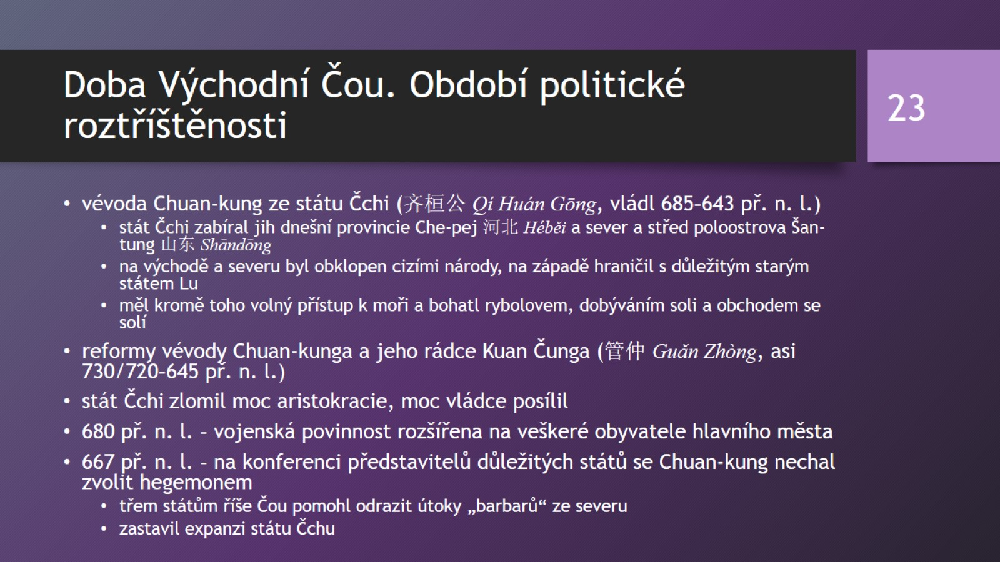 Doba Východní Čou. Období politické
roztříštěnosti
23
• vévoda Chuan-kung ze státu Čchi (齐桓公 Qí Huán Gōng, vládl 685–643 př. n. l.)
• stát Čchi zabíral jih dnešní provincie Che-pej 河北 Héběi a sever a střed poloostrova Šan-
tung 山东 Shāndōng
• na východě a severu byl obklopen cizími národy, na západě hraničil s důležitým starým
státem Lu
• měl kromě toho volný přístup k moři a bohatl rybolovem, dobýváním soli a obchodem se
solí
• reformy vévody Chuan-kunga a jeho rádce Kuan Čunga (管仲 Guǎn Zhòng, asi
730/720–645 př. n. l.)
• stát Čchi zlomil moc aristokracie, moc vládce posílil
• 680 př. n. l. – vojenská povinnost rozšířena na veškeré obyvatele hlavního města
• 667 př. n. l. – na konferenci představitelů důležitých států se Chuan-kung nechal
zvolit hegemonem
• třem státům říše Čou pomohl odrazit útoky „barbarů“ ze severu
• zastavil expanzi státu Čchu